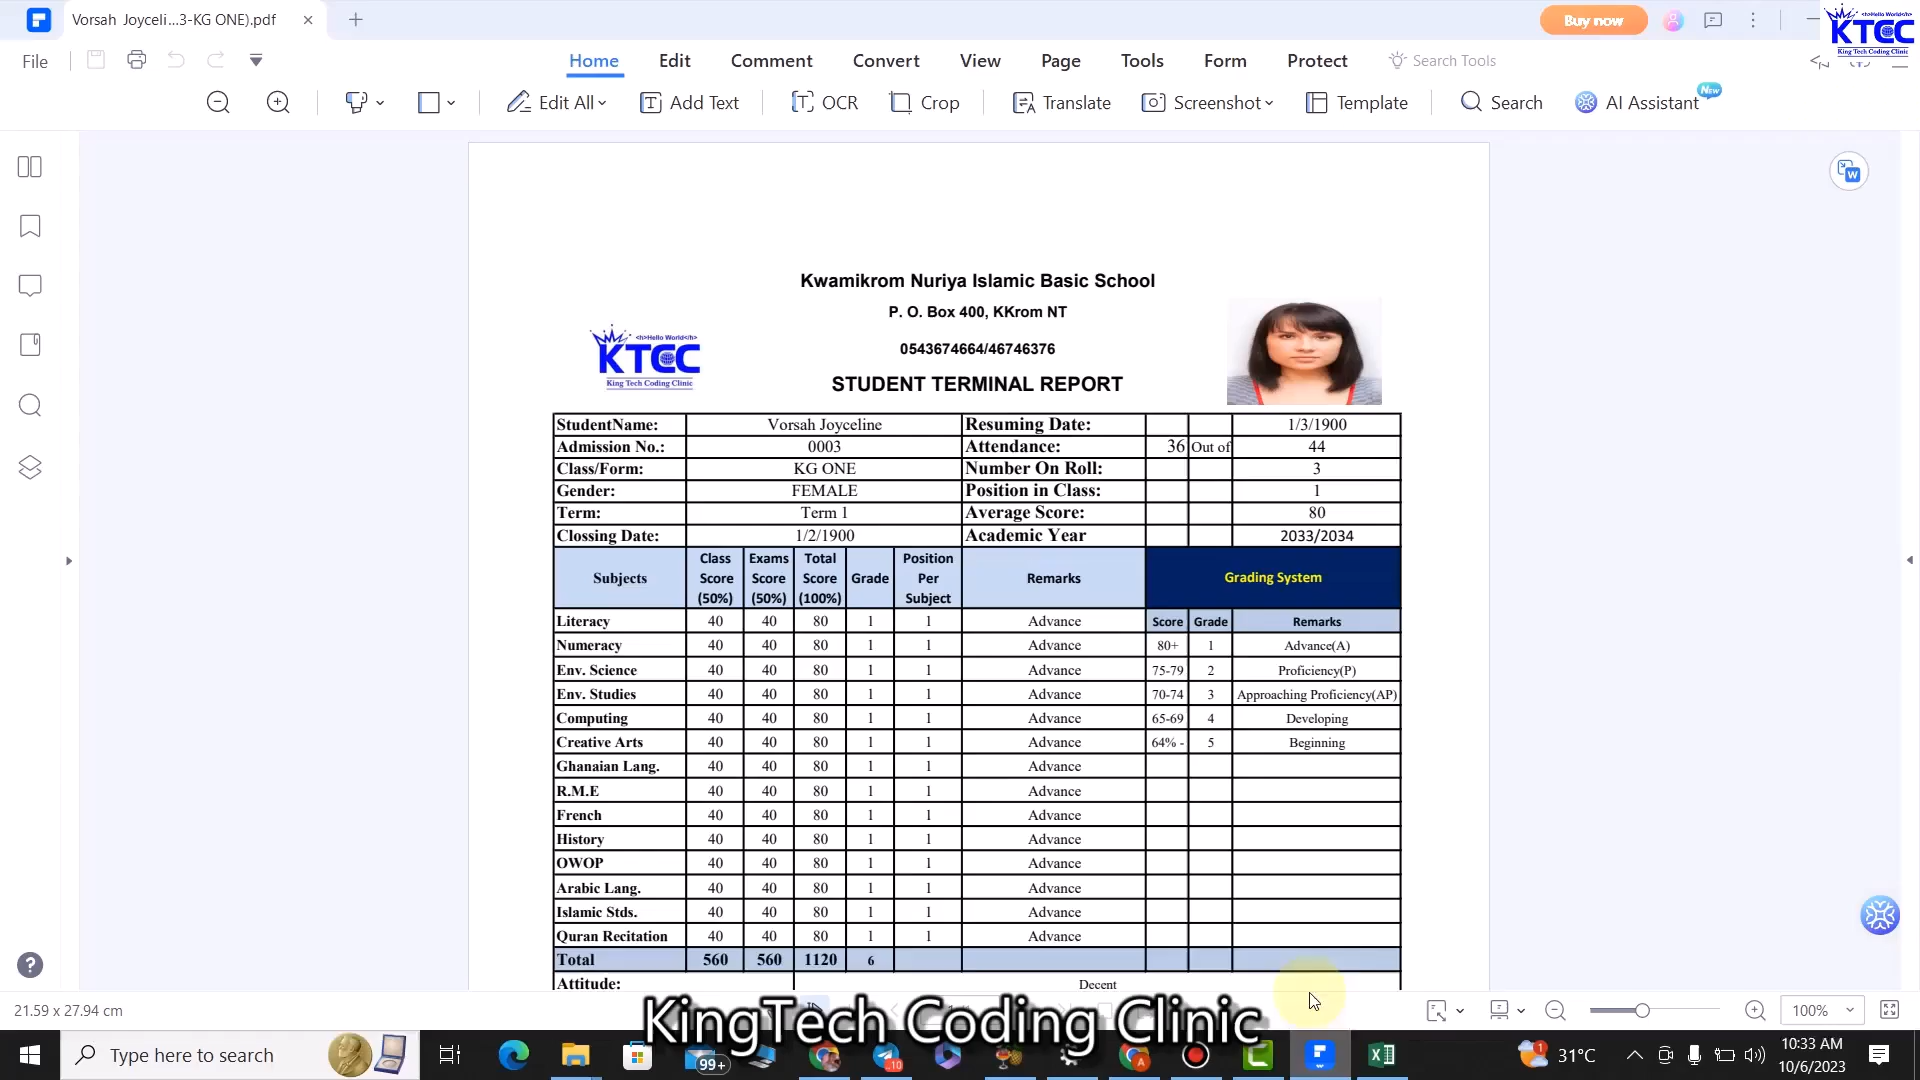 Vorsah Joyceli...3-KG ONE).pdf
Buy now
<h>Hello World</h>
KTCC
King Tech Coding Clinic
File
Home Edit Comment Convert View Page Tools Form Protect Search Tools
Edit All Add Text OCR Crop Translate Screenshot Template Search AI Assistant New
Kwamikrom Nuriya Islamic Basic School
P. O. Box 400, KKrom NT
0543674664/46746376
STUDENT TERMINAL REPORT
<h>Hello World</h>
KTCC
King Tech Coding Clinic
StudentName: Vorsah Joyceline Resuming Date: 1/3/1900
Admission No.: 0003 Attendance: 36 Out of 44
Class/Form: KG ONE Number On Roll: 3
Gender: FEMALE Position in Class: 1
Term: Term 1 Average Score: 80
Clossing Date: 1/2/1900 Academic Year 2033/2034
Subjects Class Score (50%) Exams Score (50%) Total Score (100%) Grade Position Per Subject Remarks Grading System
Literacy 40 40 80 1 1 Advance Score Grade Remarks
Numeracy 40 40 80 1 1 Advance 80+ 1 Advance(A)
Env. Science 40 40 80 1 1 Advance 75-79 2 Proficiency(P)
Env. Studies 40 40 80 1 1 Advance 70-74 3 Approaching Proficiency(AP)
Computing 40 40 80 1 1 Advance 65-69 4 Developing
Creative Arts 40 40 80 1 1 Advance 64% - 5 Beginning
Ghanaian Lang. 40 40 80 1 1 Advance
R.M.E 40 40 80 1 1 Advance
French 40 40 80 1 1 Advance
History 40 40 80 1 1 Advance
OWOP 40 40 80 1 1 Advance
Arabic Lang. 40 40 80 1 1 Advance
Islamic Stds. 40 40 80 1 1 Advance
Quran Recitation 40 40 80 1 1 Advance
Total 560 560 1120 6
Attitude: Decent
21.59 x 27.94 cm
100%
KingTech Coding Clinic
Type here to search
99+
10
31°C
1
10:33 AM
10/6/2023